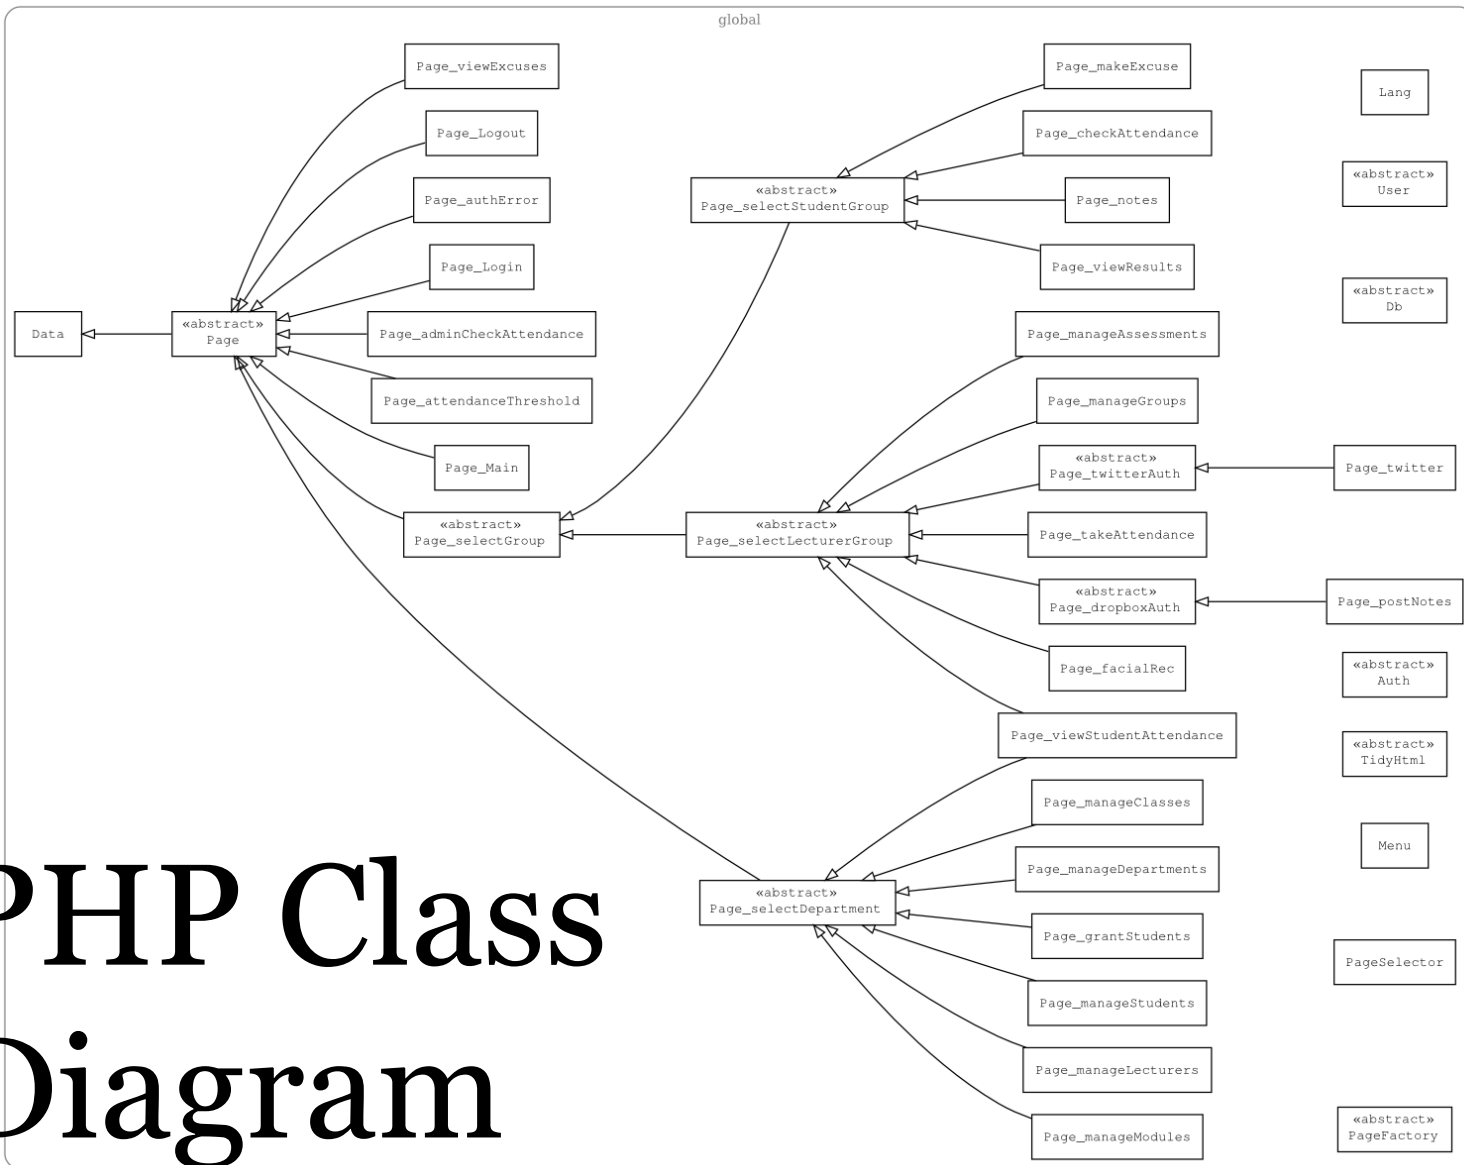 global
Page_viewExcuses
Page_Logout
Page_authError
Page_Login
Data
«abstract»
Page
Page_adminCheckAttendance
Page_attendanceThreshold
Page_Main
«abstract»
Page_selectGroup
«abstract»
Page_selectStudentGroup
«abstract»
Page_selectLecturerGroup
«abstract»
Page_selectDepartment
Page_makeExcuse
Page_checkAttendance
Page_notes
Page_viewResults
Page_manageAssessments
Page_manageGroups
«abstract»
Page_twitterAuth
Page_takeAttendance
«abstract»
Page_dropboxAuth
Page_facialRec
Page_viewStudentAttendance
Page_manageClasses
Page_manageDepartments
Page_grantStudents
Page_manageStudents
Page_manageLecturers
Page_manageModules
Lang
«abstract»
User
«abstract»
Db
Page_twitter
Page_postNotes
«abstract»
Auth
«abstract»
TidyHtml
Menu
PageSelector
«abstract»
PageFactory
PHP Class
Diagram